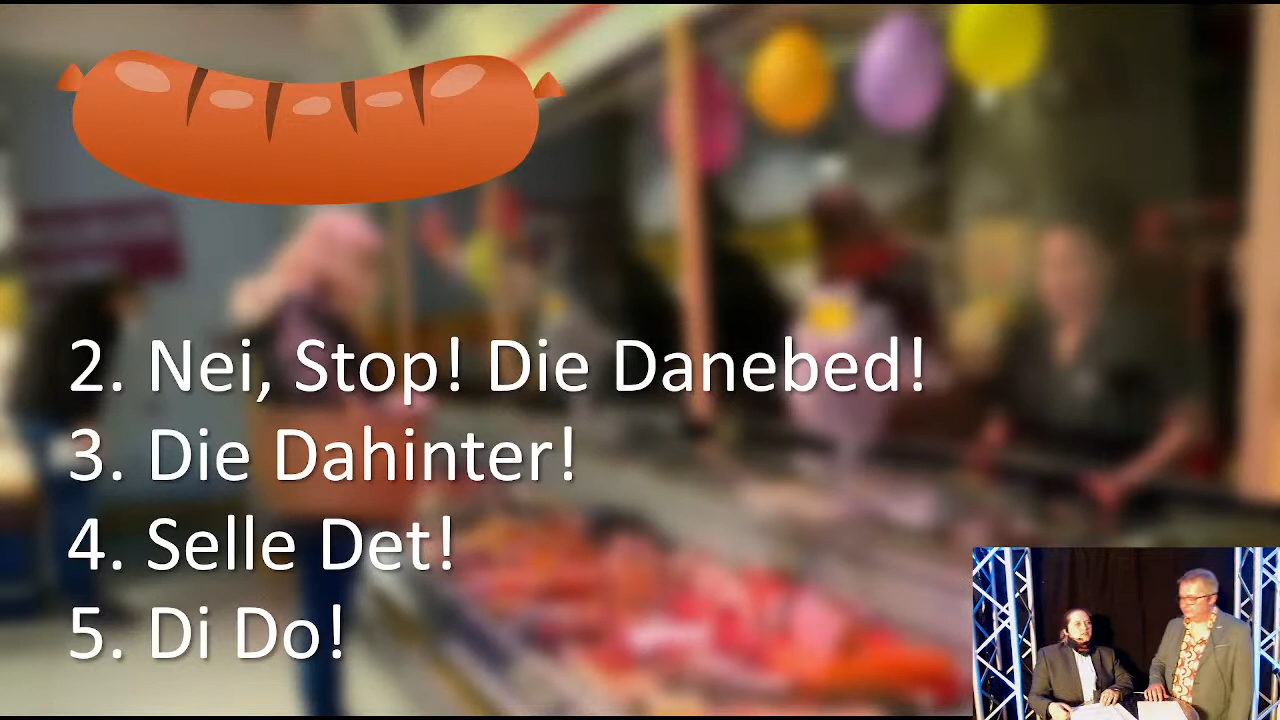 2. Nei, Stop! Die Danebed!
3. Die Dahinter!
4. Selle Det!
5. Di Do!